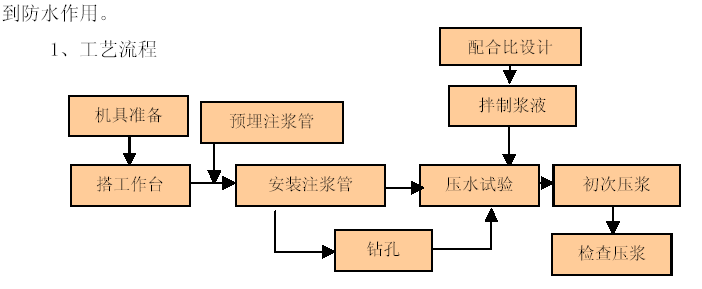 到防水作用。
1、工艺流程
配合比设计
机具准备
预埋注浆管
拌制浆液
搭工作台
安装注浆管
压水试验
初次压浆
钻孔
检查压浆